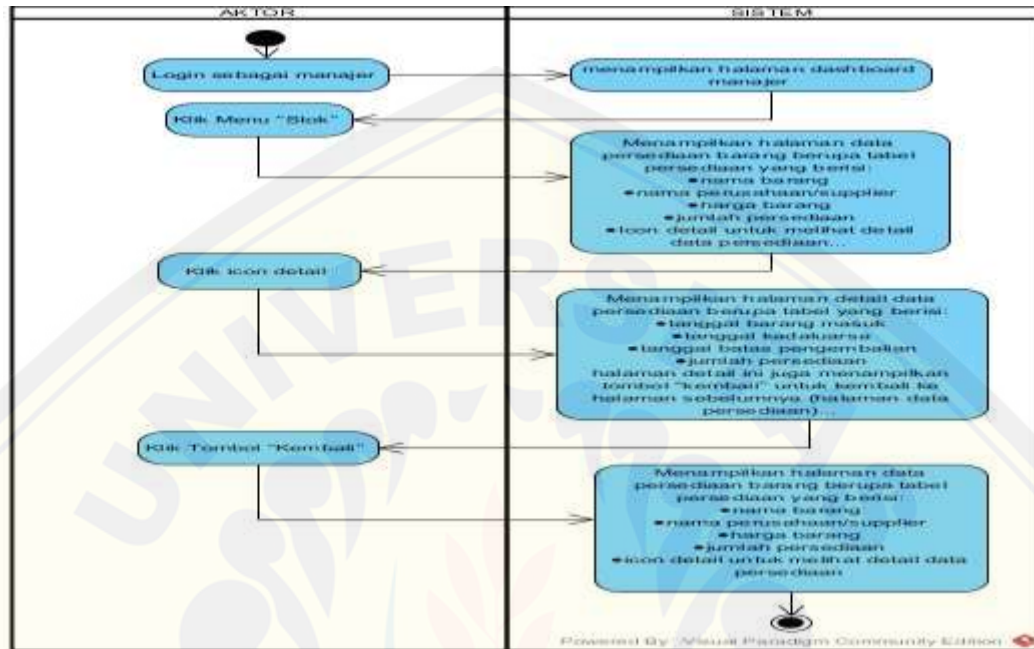 AKTOR
SISTEM
Login sebagai manajer
menampilkan halaman dashboard
manajer
Klik Menu "Stok"
Menampilkan halaman data
persediaan barang berupa tabel
persediaan yang berisi:
•nama barang
•nama perusahaan/supplier
•harga barang
•jumlah persediaan
•Icon detail untuk melihat detail
data persediaan...
Klik icon detail
Menampilkan halaman detail data
persediaan berupa tabel yang berisi:
•tanggal barang masuk
•tanggal kadaluarsa
•tanggal batas pengembalian
•jumlah persediaan
halaman detail ini juga menampilkan
tombol "kembali" untuk kembali ke
halaman sebelumnya (halaman data
persediaan)...
Klik Tombol "Kembali"
Menampilkan halaman data
persediaan barang berupa tabel
persediaan yang berisi:
•nama barang
•nama perusahaan/supplier
•harga barang
•jumlah persediaan
•icon detail untuk melihat detail data
persediaan
UNIVERSI
Powered By Visual Paradigm Community Edition